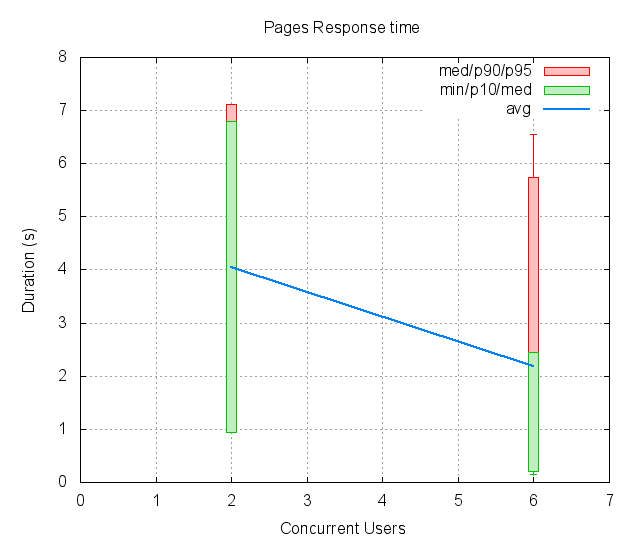 Pages Response time
8
7
6
5
4
3
2
1
0
0 1 2 3 4 5 6 7
Duration (s)
Concurrent Users
med/p90/p95
min/p10/med
avg